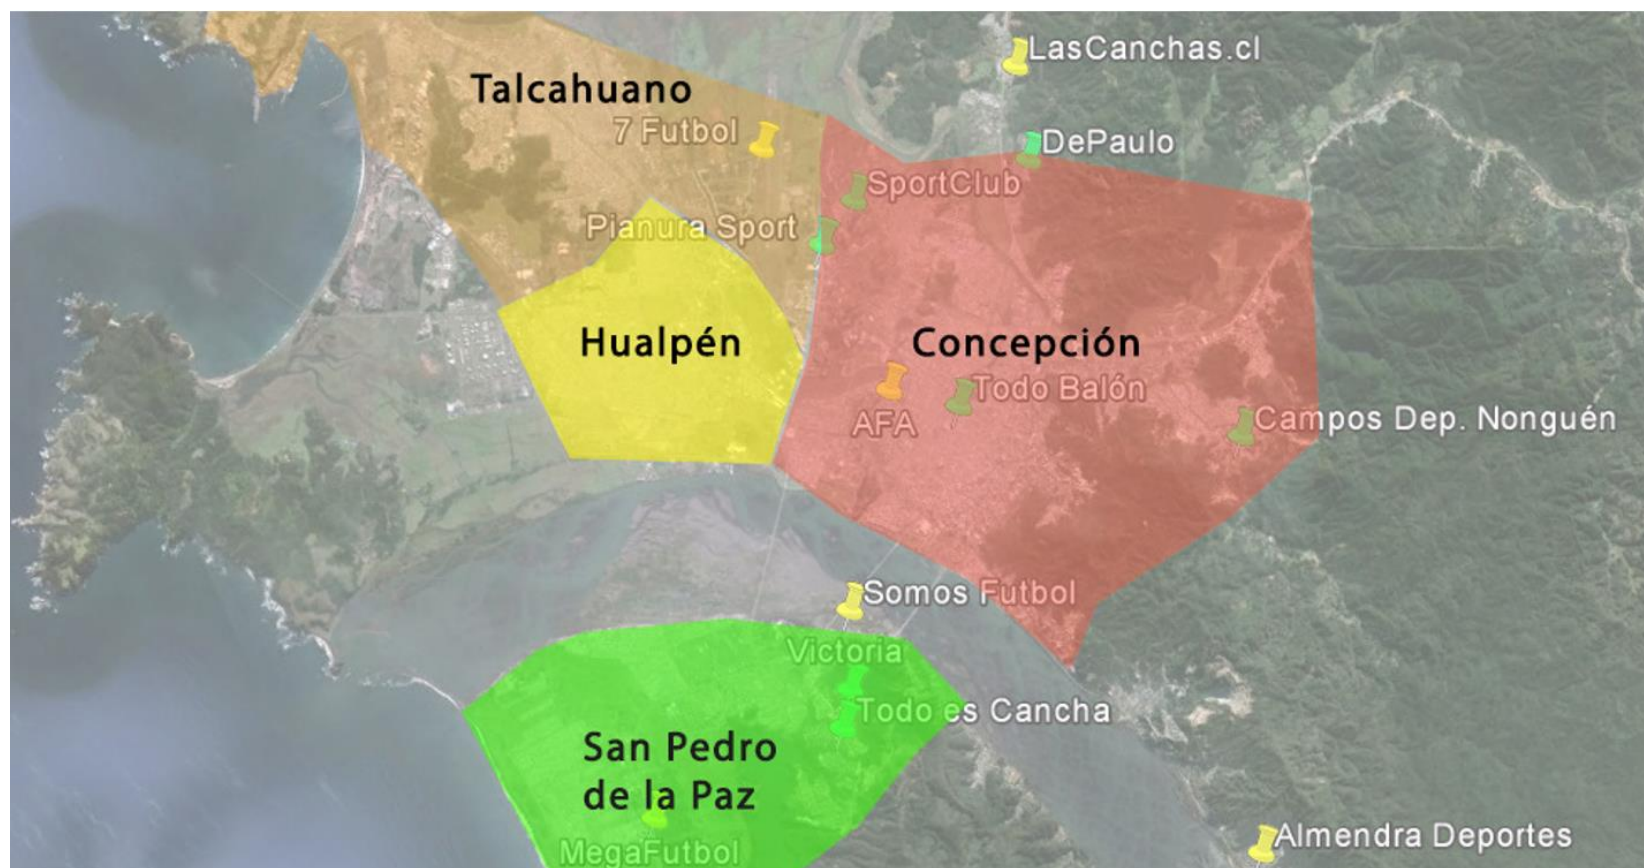 LasCanchas.cl
Talcahuano
7 Futbol
DePaulo
SportClub
Pianura Sport
Hualpén
Concepción
Todo Balón
AFA
Campos Dep. Nonguén
Somos Futbol
Victoria
Todo es Cancha
San Pedro
de la Paz
MegaFutbol
Almendra Deportes